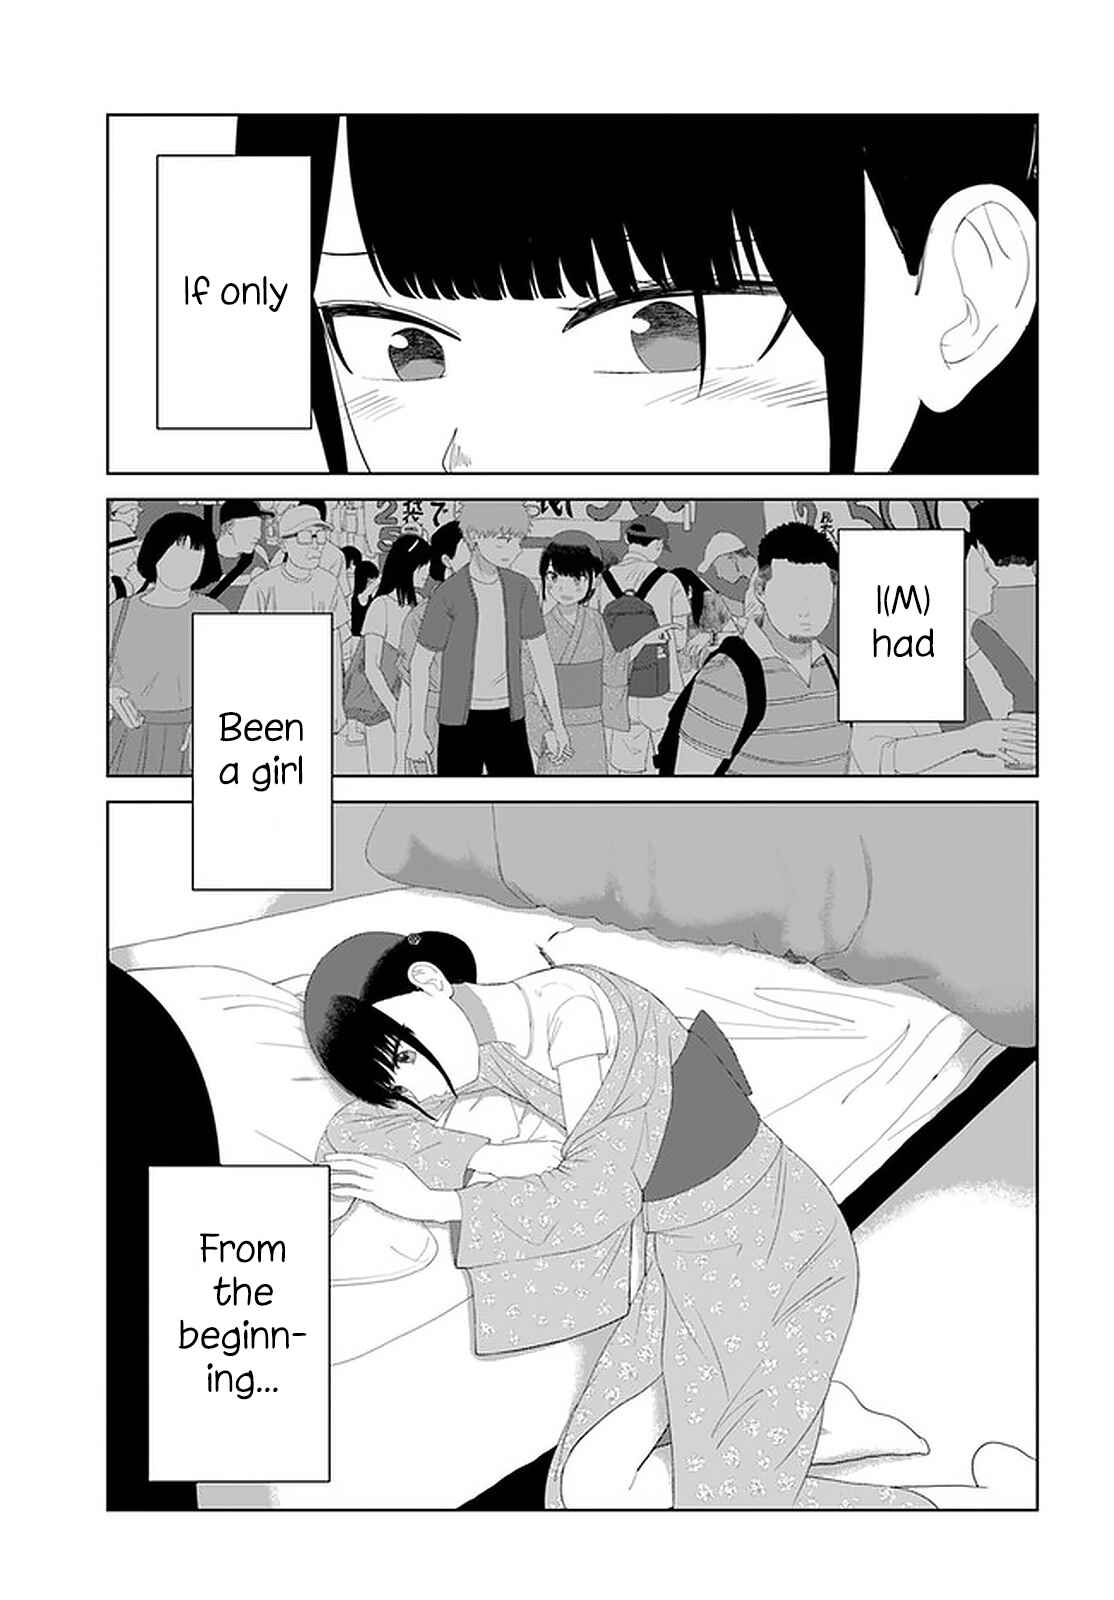 If only
I(M)
had
Been
a girl
From
the
beginn-
ing...